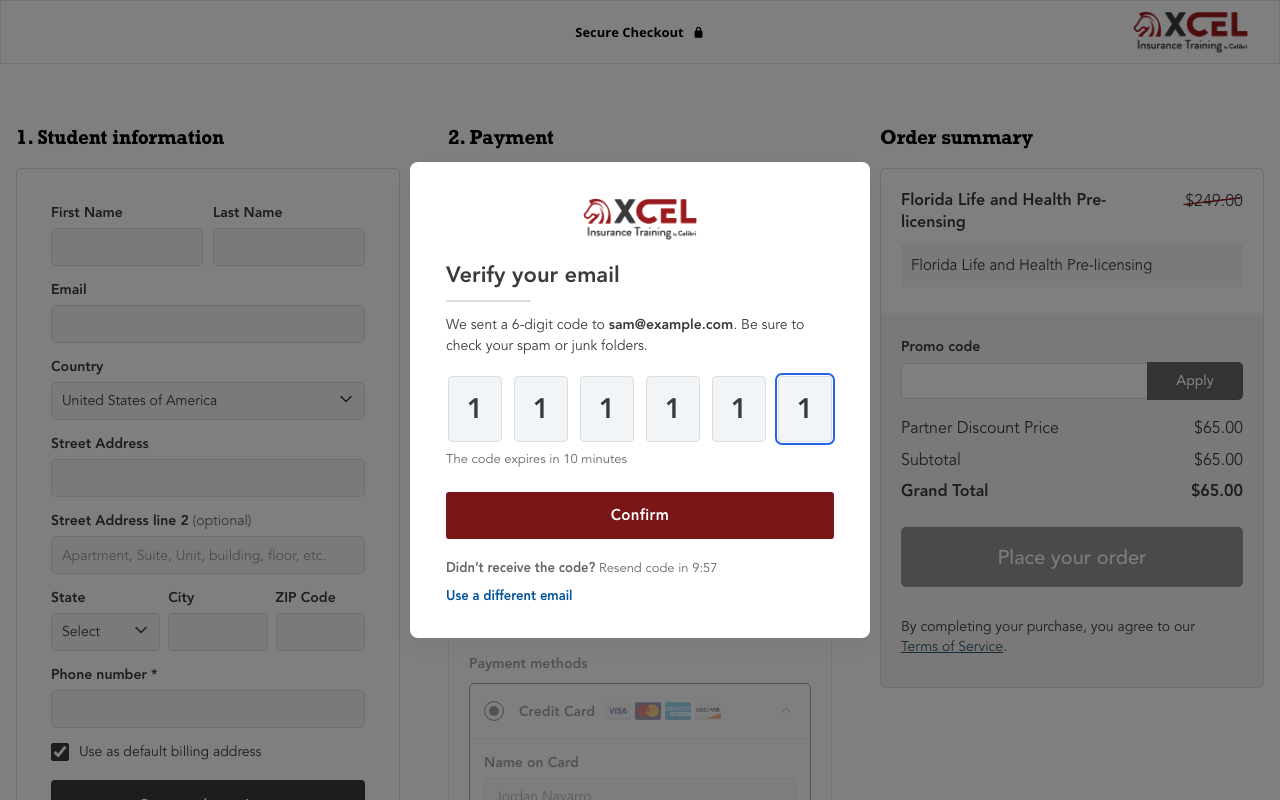 Secure Checkout
XCEL
Insurance Training by Colibri
1. Student information
First Name
Last Name
Email
Country
United States of America
Street Address
Street Address line 2 (optional)
Apartment, Suite, Unit, building, floor, etc.
State
City
ZIP Code
Select
Phone number *
Use as default billing address
2. Payment
Payment methods
Credit Card
VISA
DISCOVER
Name on Card
Jordan Navarro
XCEL
Insurance Training by Colibri
Verify your email
We sent a 6-digit code to sam@example.com. Be sure to
check your spam or junk folders.
1 1 1 1 1 1
The code expires in 10 minutes
Confirm
Didn't receive the code? Resend code in 9:57
Use a different email
Order summary
Florida Life and Health Pre-
licensing
$249.00
Florida Life and Health Pre-licensing
Promo code
Apply
Partner Discount Price $65.00
Subtotal $65.00
Grand Total $65.00
Place your order
By completing your purchase, you agree to our
Terms of Service.